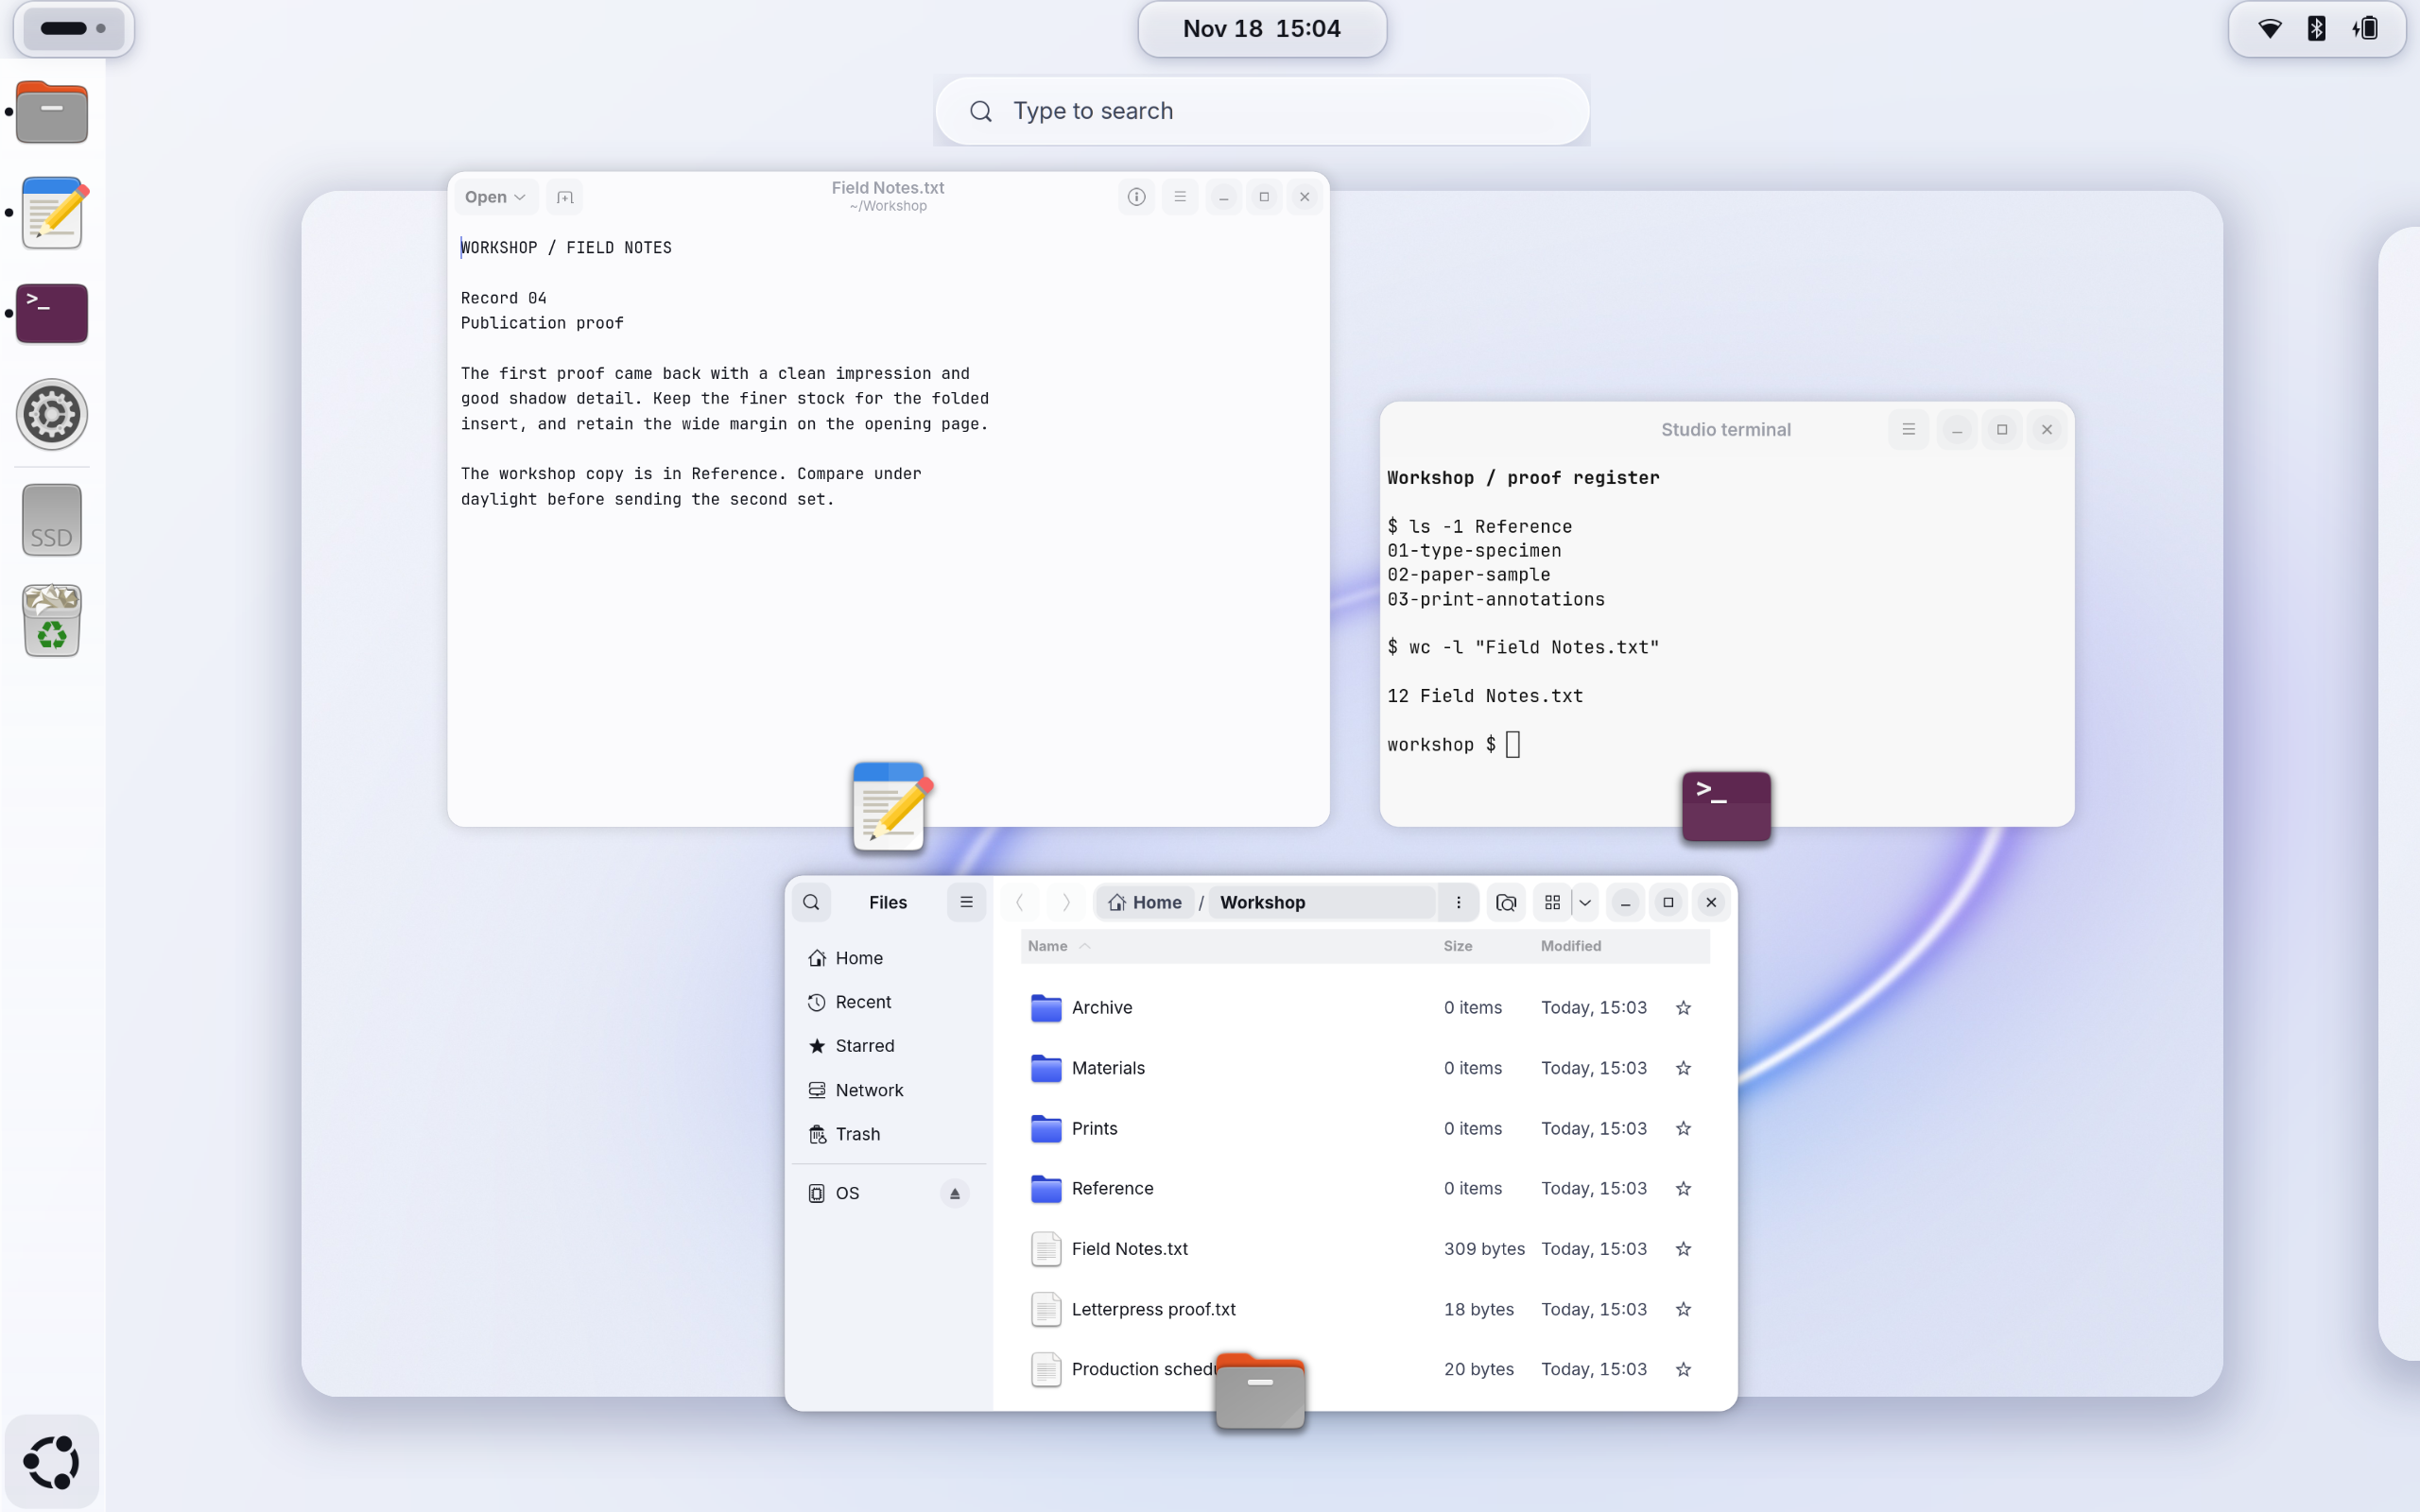 Nov 18 15:04
Type to search
Open
Field Notes.txt
~/Workshop
WORKSHOP / FIELD NOTES
Record 04
Publication proof
The first proof came back with a clean impression and
good shadow detail. Keep the finer stock for the folded
insert, and retain the wide margin on the opening page.
The workshop copy is in Reference. Compare under
daylight before sending the second set.
Studio terminal
Workshop / proof register
$ ls -1 Reference
01-type-specimen
02-paper-sample
03-print-annotations
$ wc -l "Field Notes.txt"
12 Field Notes.txt
workshop $
>_
>_
SSD
Files
Home / Workshop
Home
Recent
Starred
Network
Trash
OS
Name Size Modified
Archive 0 items Today, 15:03
Materials 0 items Today, 15:03
Prints 0 items Today, 15:03
Reference 0 items Today, 15:03
Field Notes.txt 309 bytes Today, 15:03
Letterpress proof.txt 18 bytes Today, 15:03
Production 20 bytes Today, 15:03